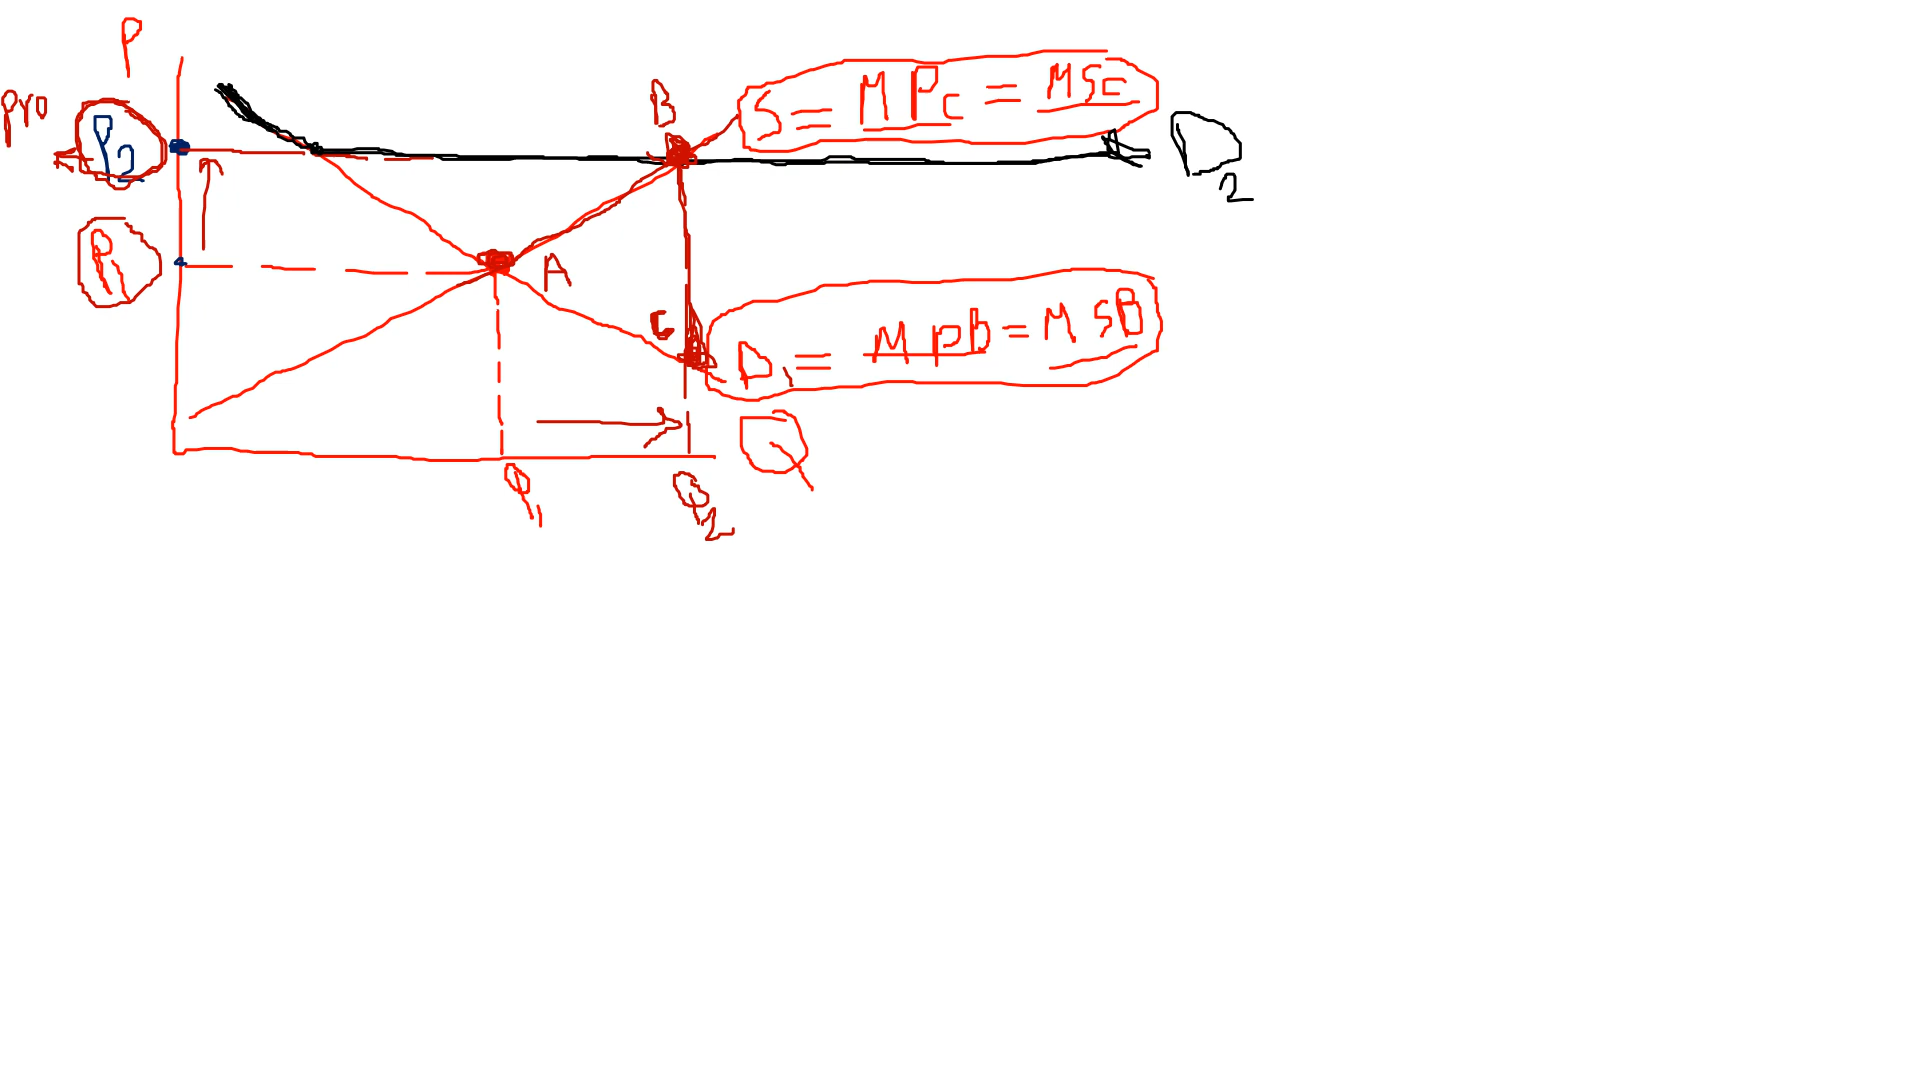 P
Pro
P2
P1
B
S = MPC = MSC
D2
A
C
D1 = MPB = MSB
Q
Q1
Q2